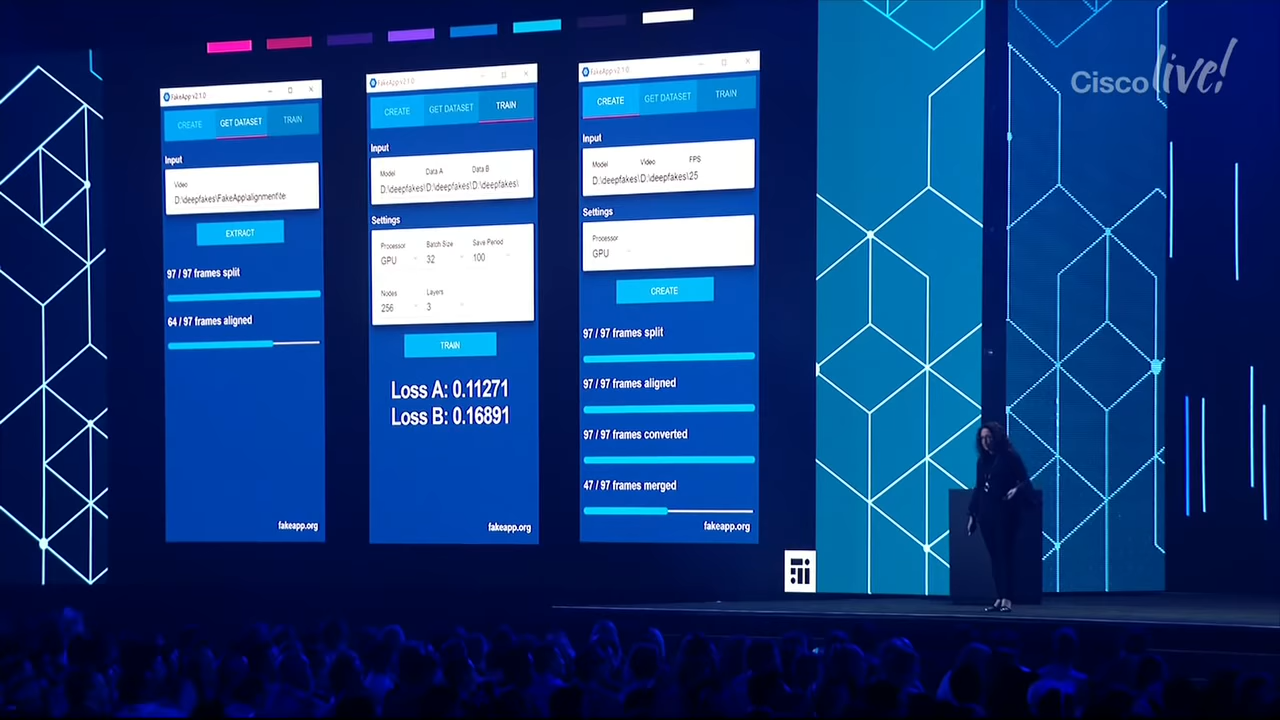 Cisco live!
FakeApp v2.1.0
CREATE GET DATASET TRAIN
Input
Video
D:\deepfakes\FakeApp\alignment\te
EXTRACT
97 / 97 frames split
64 / 97 frames aligned
fakeapp.org
FakeApp v2.1.0
CREATE GET DATASET TRAIN
Input
Model Data A Data B
D:\deepfakes\ D:\deepfakes\ D:\deepfakes\
Settings
Processor Batch Size Save Period
GPU 32 100
Nodes Layers
256 3
TRAIN
Loss A: 0.11271
Loss B: 0.16891
fakeapp.org
FakeApp v2.1.0
CREATE GET DATASET TRAIN
Input
Model Video FPS
D:\deepfakes\ D:\deepfakes\ 25
Settings
Processor
GPU
CREATE
97 / 97 frames split
97 / 97 frames aligned
97 / 97 frames converted
47 / 97 frames merged
fakeapp.org